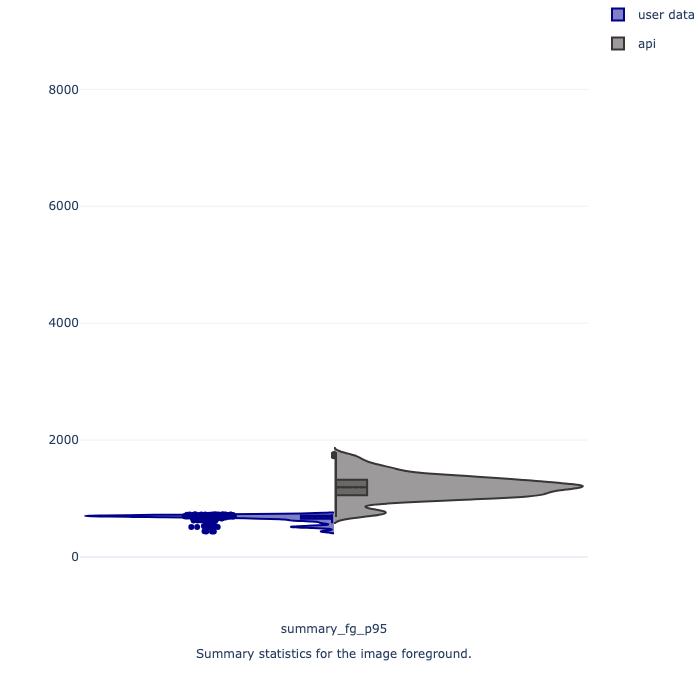 user data
api
8000
6000
4000
2000
0
summary_fg_p95
Summary statistics for the image foreground.